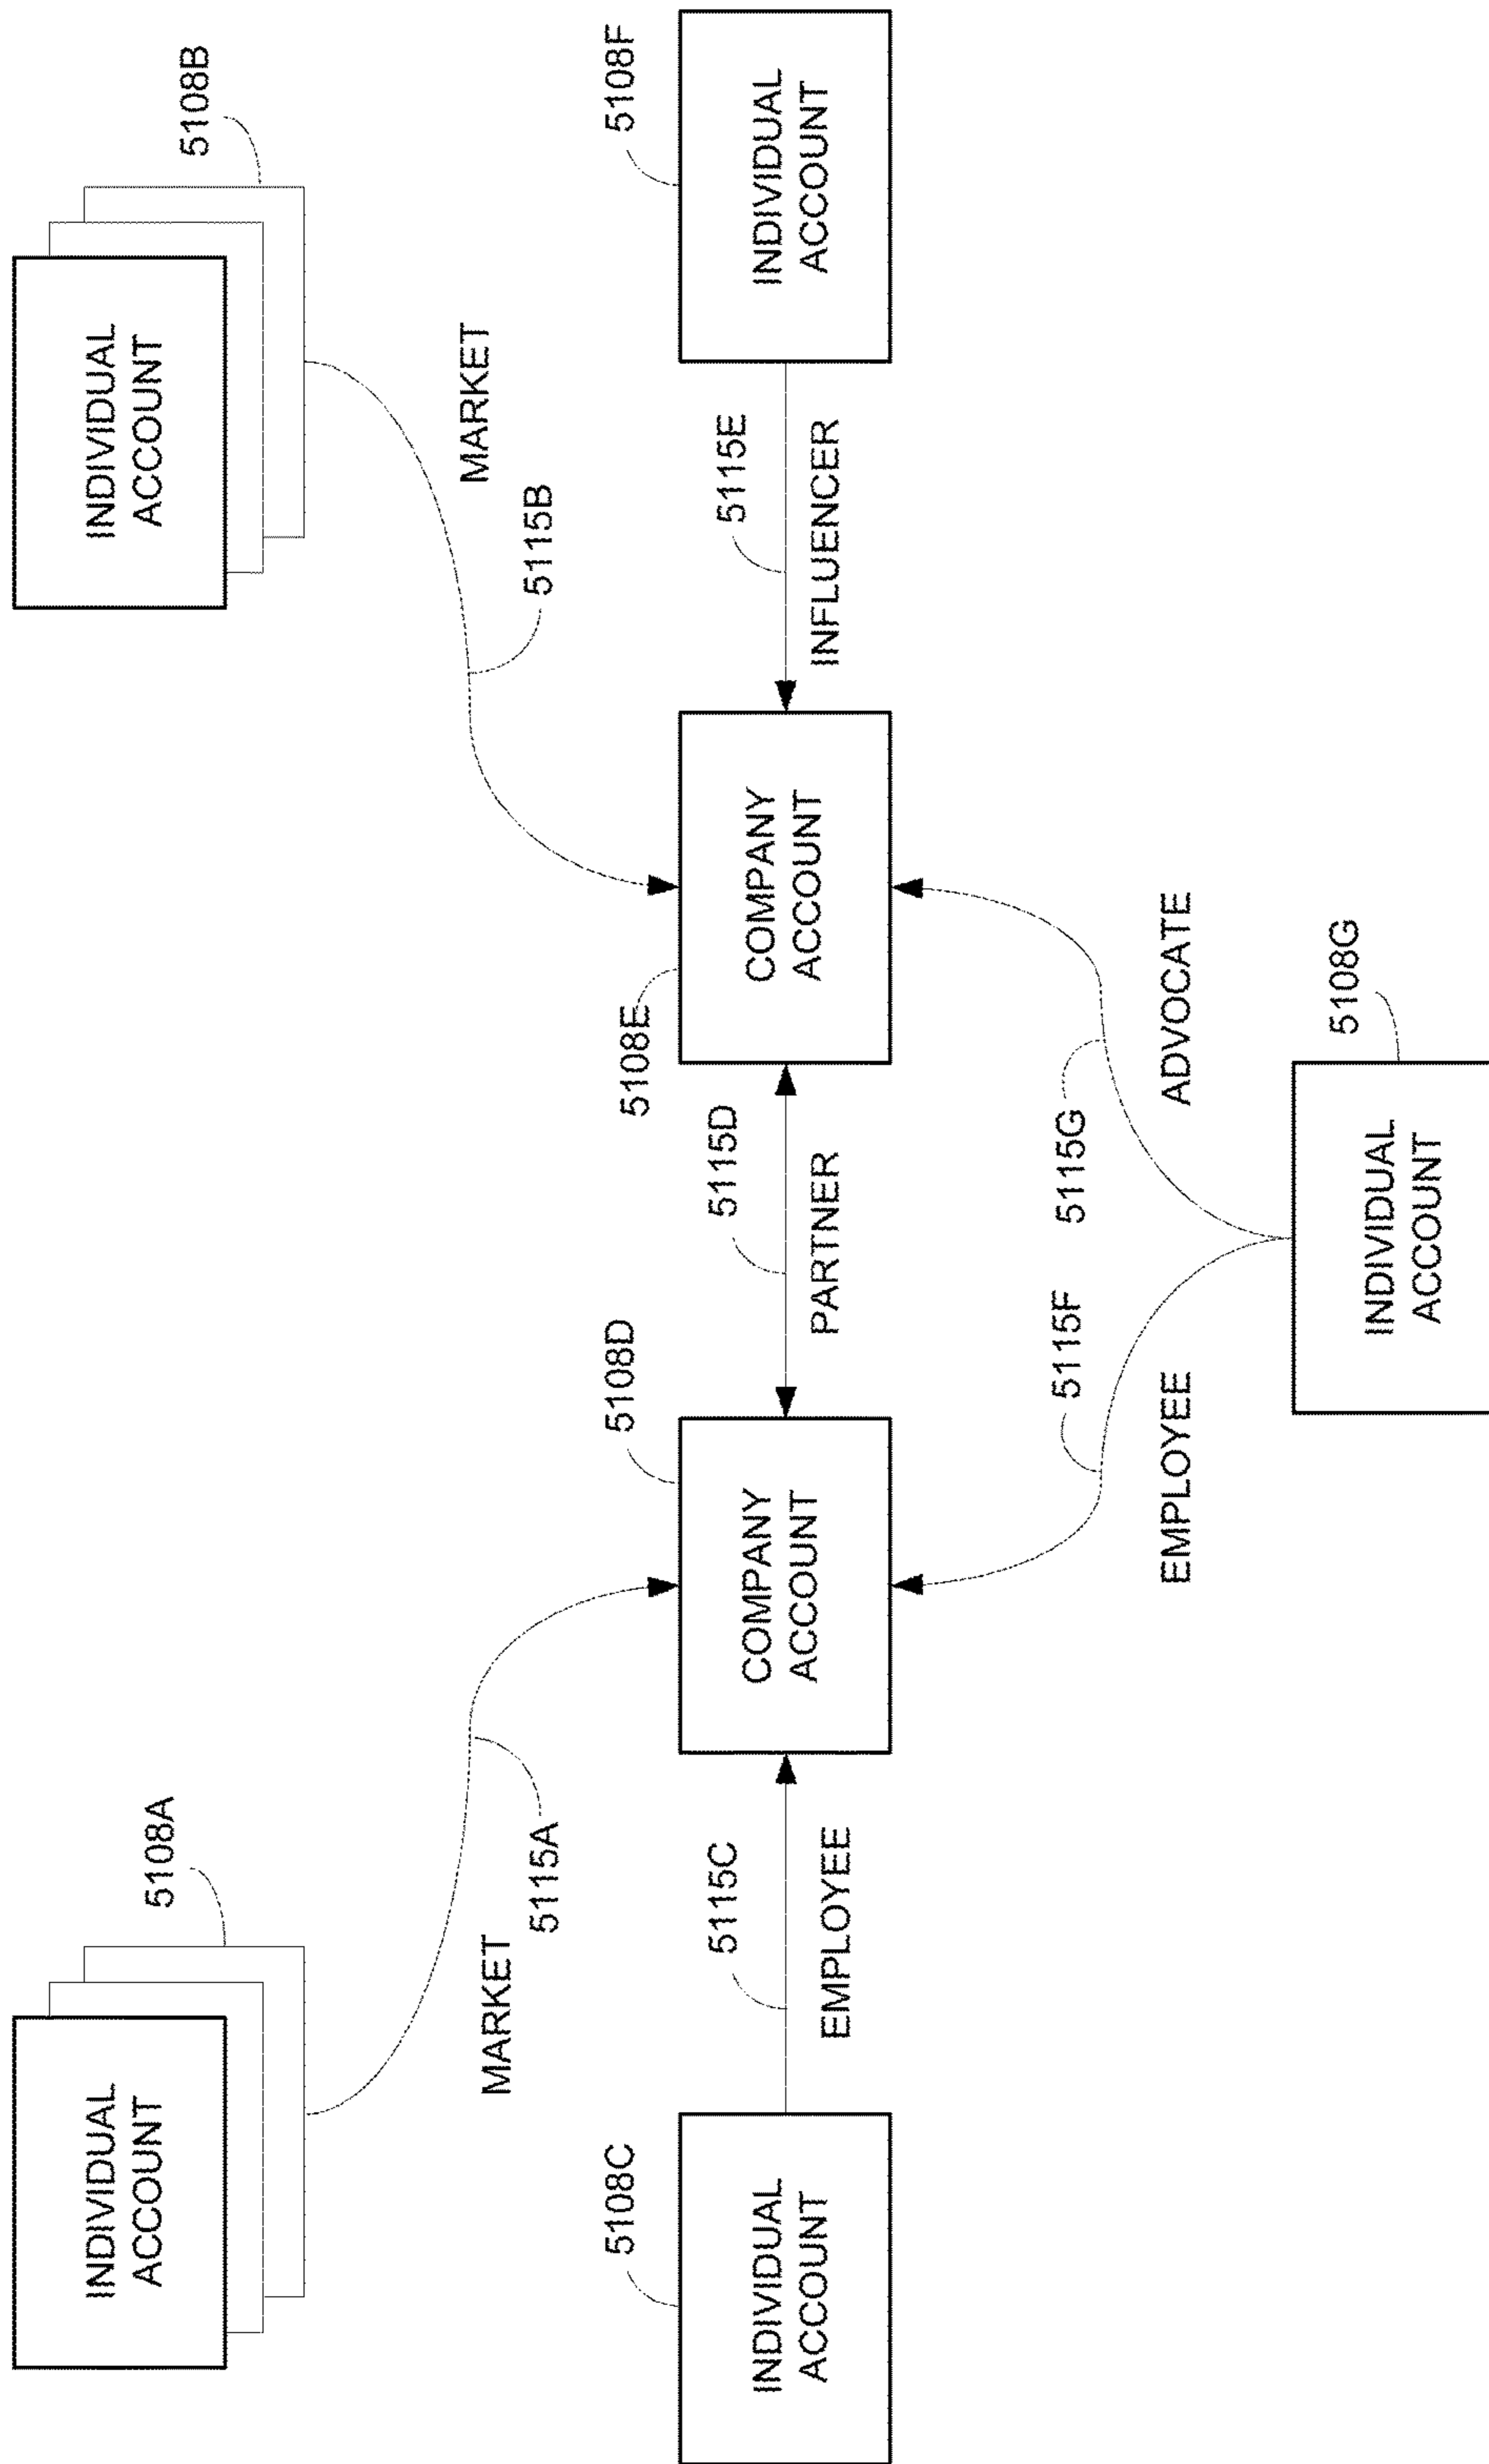 5108A
INDIVIDUAL
ACCOUNT
5108B
INDIVIDUAL
ACCOUNT
MARKET
5115A
MARKET
5115B
5108C
INDIVIDUAL
ACCOUNT
5115C
EMPLOYEE
5108D
COMPANY
ACCOUNT
5115D
PARTNER
5108E
COMPANY
ACCOUNT
5115E
INFLUENCER
5108F
INDIVIDUAL
ACCOUNT
5115F
EMPLOYEE
5115G
ADVOCATE
5108G
INDIVIDUAL
ACCOUNT